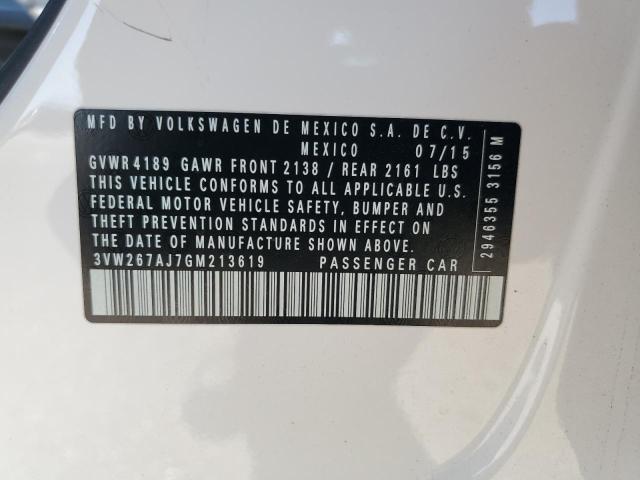 MFD BY VOLKSWAGEN DE MEXICO S.A. DE C.V.
MEXICO 07/15
GVWR 4189 GAWR FRONT 2138 / REAR 2161 LBS
THIS VEHICLE CONFORMS TO ALL APPLICABLE U.S.
FEDERAL MOTOR VEHICLE SAFETY, BUMPER AND
THEFT PREVENTION STANDARDS IN EFFECT ON
THE DATE OF MANUFACTURE SHOWN ABOVE.
3VW267AJ7GM213619 PASSENGER CAR
2946355 3156 M